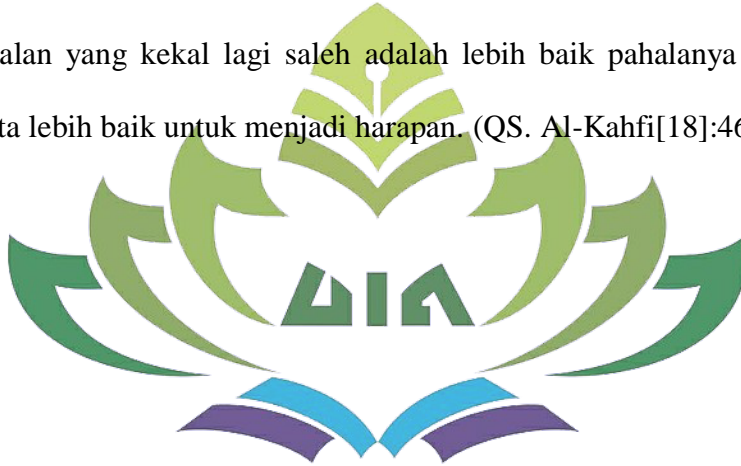 alan yang kekal lagi saleh adalah lebih baik pahalanya
ta lebih baik untuk menjadi harapan. (QS. Al-Kahfi[18]:46
UIN